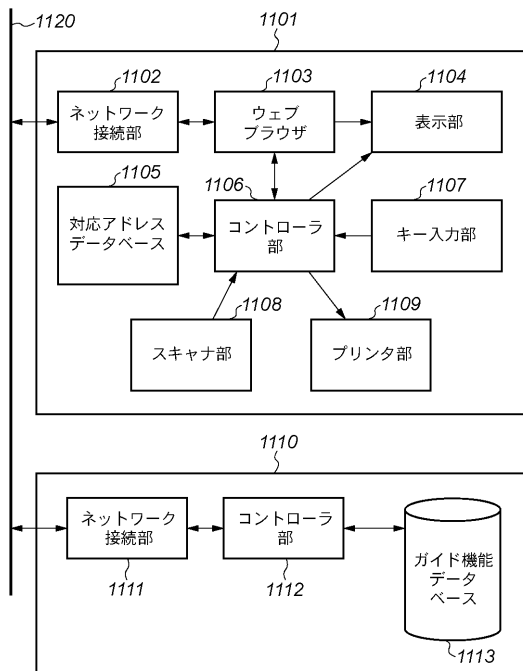 1120
1101
1102
1103
1104
ネットワーク
接続部
ウェブ
ブラウザ
表示部
1105
1106
1107
対応アドレス
データベース
コントローラ
部
キー入力部
1108
1109
スキャナ部
プリンタ部
1110
ネットワーク
接続部
コントローラ
部
ガイド機能
データ
ベース
1111
1112
1113